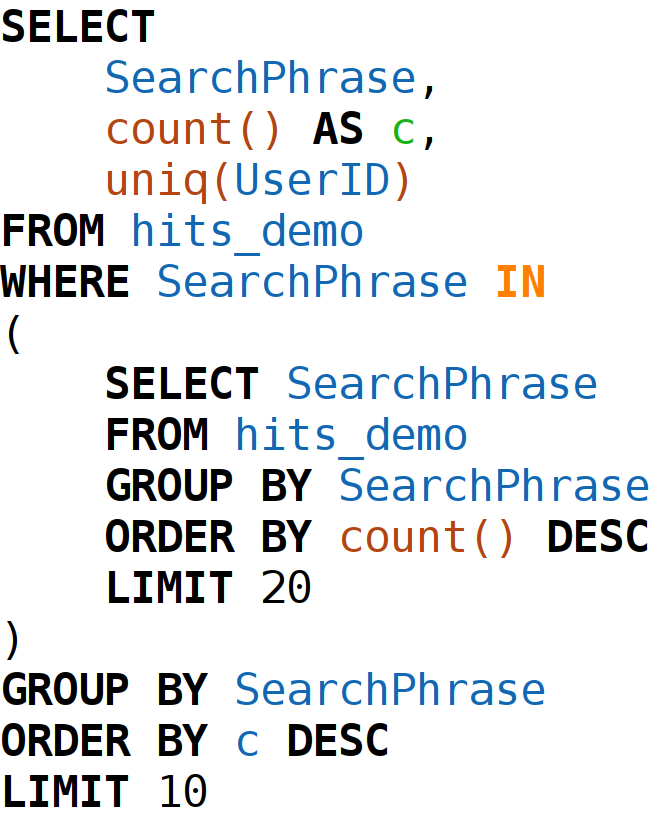 SELECT
    SearchPhrase,
    count() AS c,
    uniq(UserID)
FROM hits_demo
WHERE SearchPhrase IN
(
    SELECT SearchPhrase
    FROM hits_demo
    GROUP BY SearchPhrase
    ORDER BY count() DESC
    LIMIT 20
)
GROUP BY SearchPhrase
ORDER BY c DESC
LIMIT 10